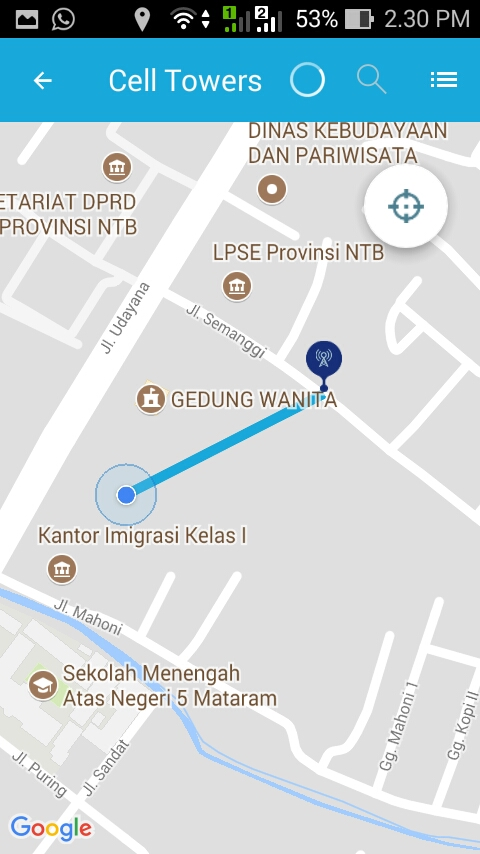 1
2
53%
2.30 PM
Cell Towers
DINAS KEBUDAYAAN
DAN PARIWISATA
ETARIAT DPRD
PROVINSI NTB
LPSE Provinsi NTB
Jl. Udayana
Jl. Semanggi
GEDUNG WANITA
Kantor Imigrasi Kelas I
Jl. Mahoni
Sekolah Menengah
Atas Negeri 5 Mataram
Gg. Mahoni 1
Gg. Kopi II
Jl. Puring
Jl. Sandat
Google